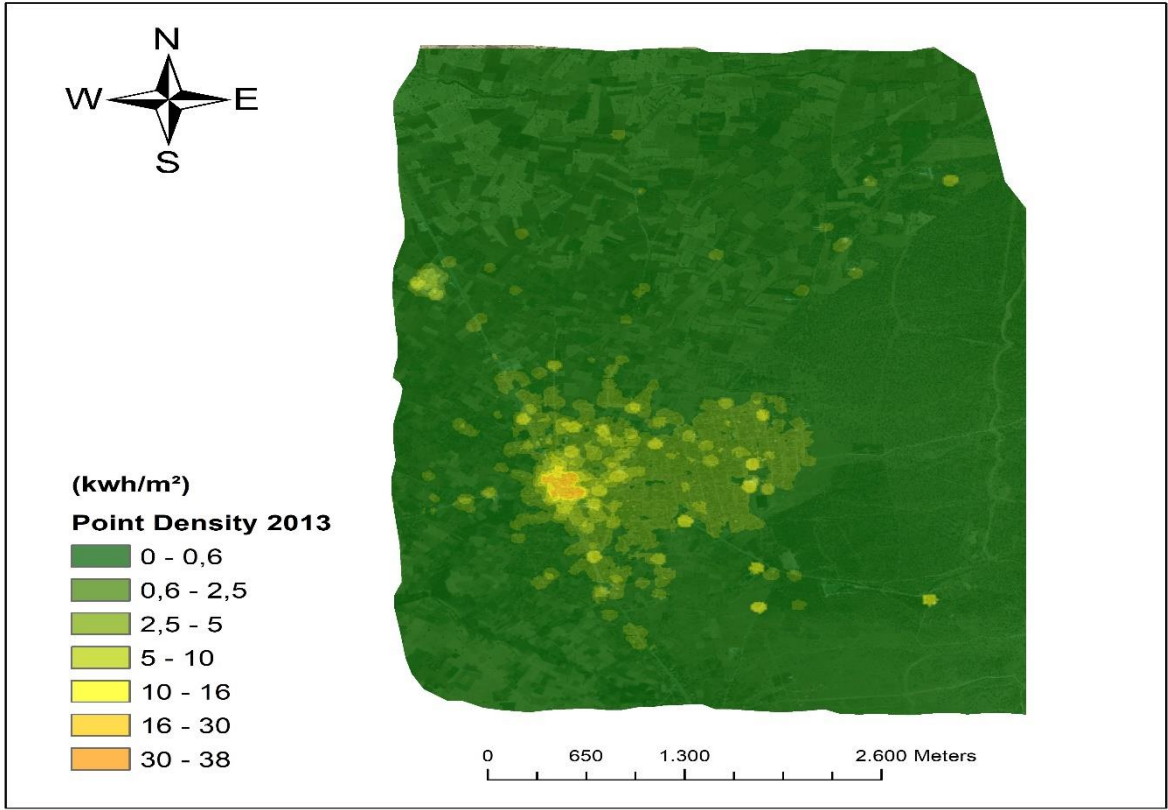 N
W E
S
(kwh/m²)
Point Density 2013
0 - 0,6
0,6 - 2,5
2,5 - 5
5 - 10
10 - 16
16 - 30
30 - 38
0 650 1.300 2.600 Meters